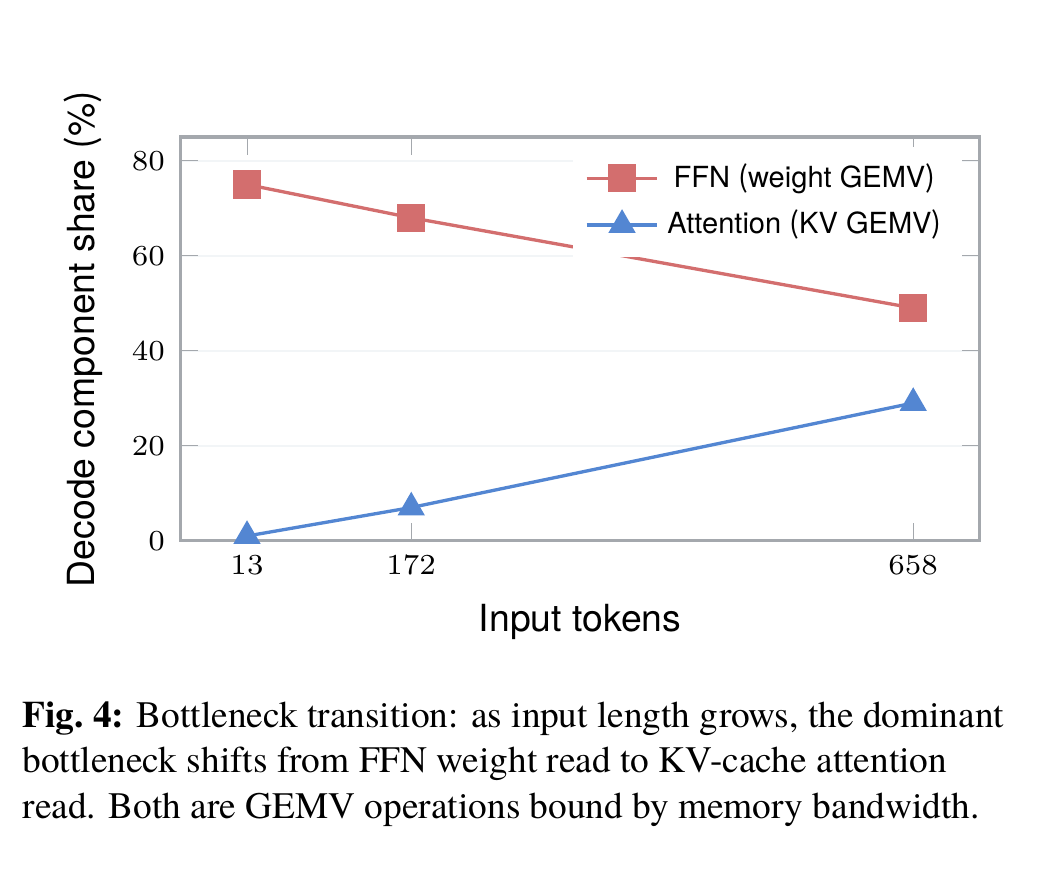 Decode component share (%)
80
60
40
20
0
FFN (weight GEMV)
Attention (KV GEMV)
13 172 658
Input tokens
Fig. 4: Bottleneck transition: as input length grows, the dominant
bottleneck shifts from FFN weight read to KV-cache attention
read. Both are GEMV operations bound by memory bandwidth.